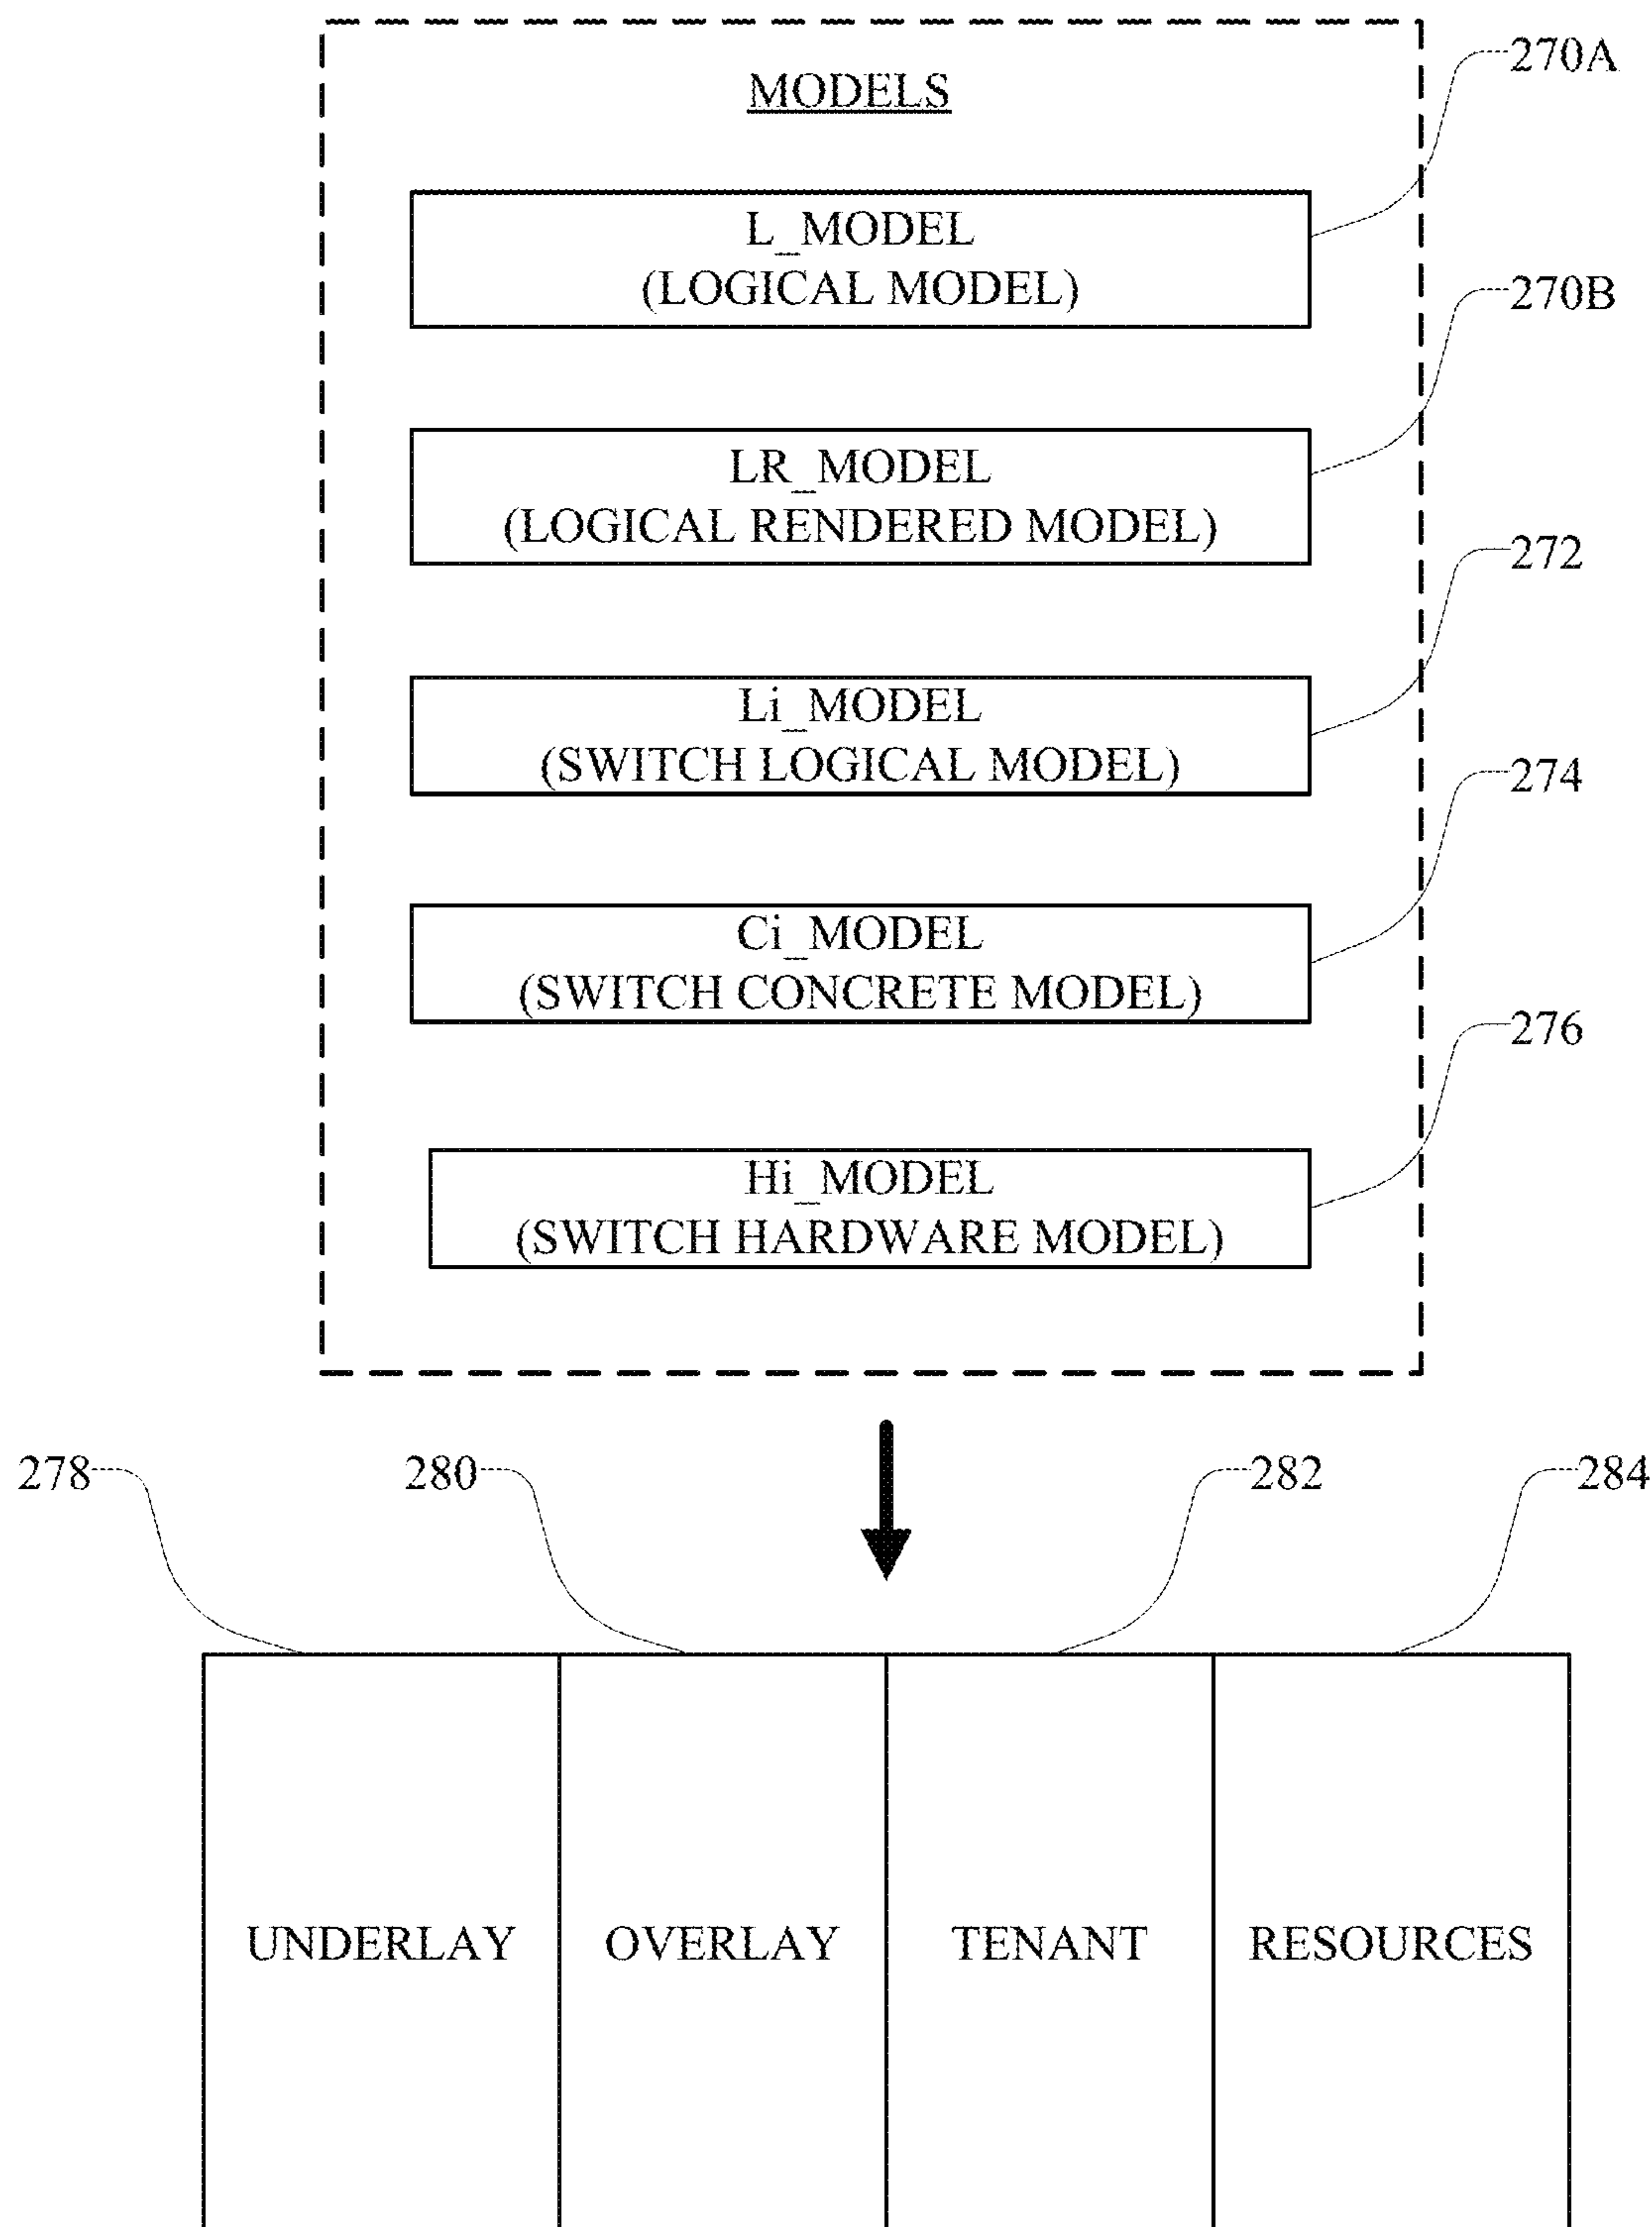 MODELS
270A
L_MODEL
(LOGICAL MODEL)
270B
LR_MODEL
(LOGICAL RENDERED MODEL)
272
Li_MODEL
(SWITCH LOGICAL MODEL)
274
Ci_MODEL
(SWITCH CONCRETE MODEL)
276
Hi_MODEL
(SWITCH HARDWARE MODEL)
278 280 282 284
UNDERLAY OVERLAY TENANT RESOURCES